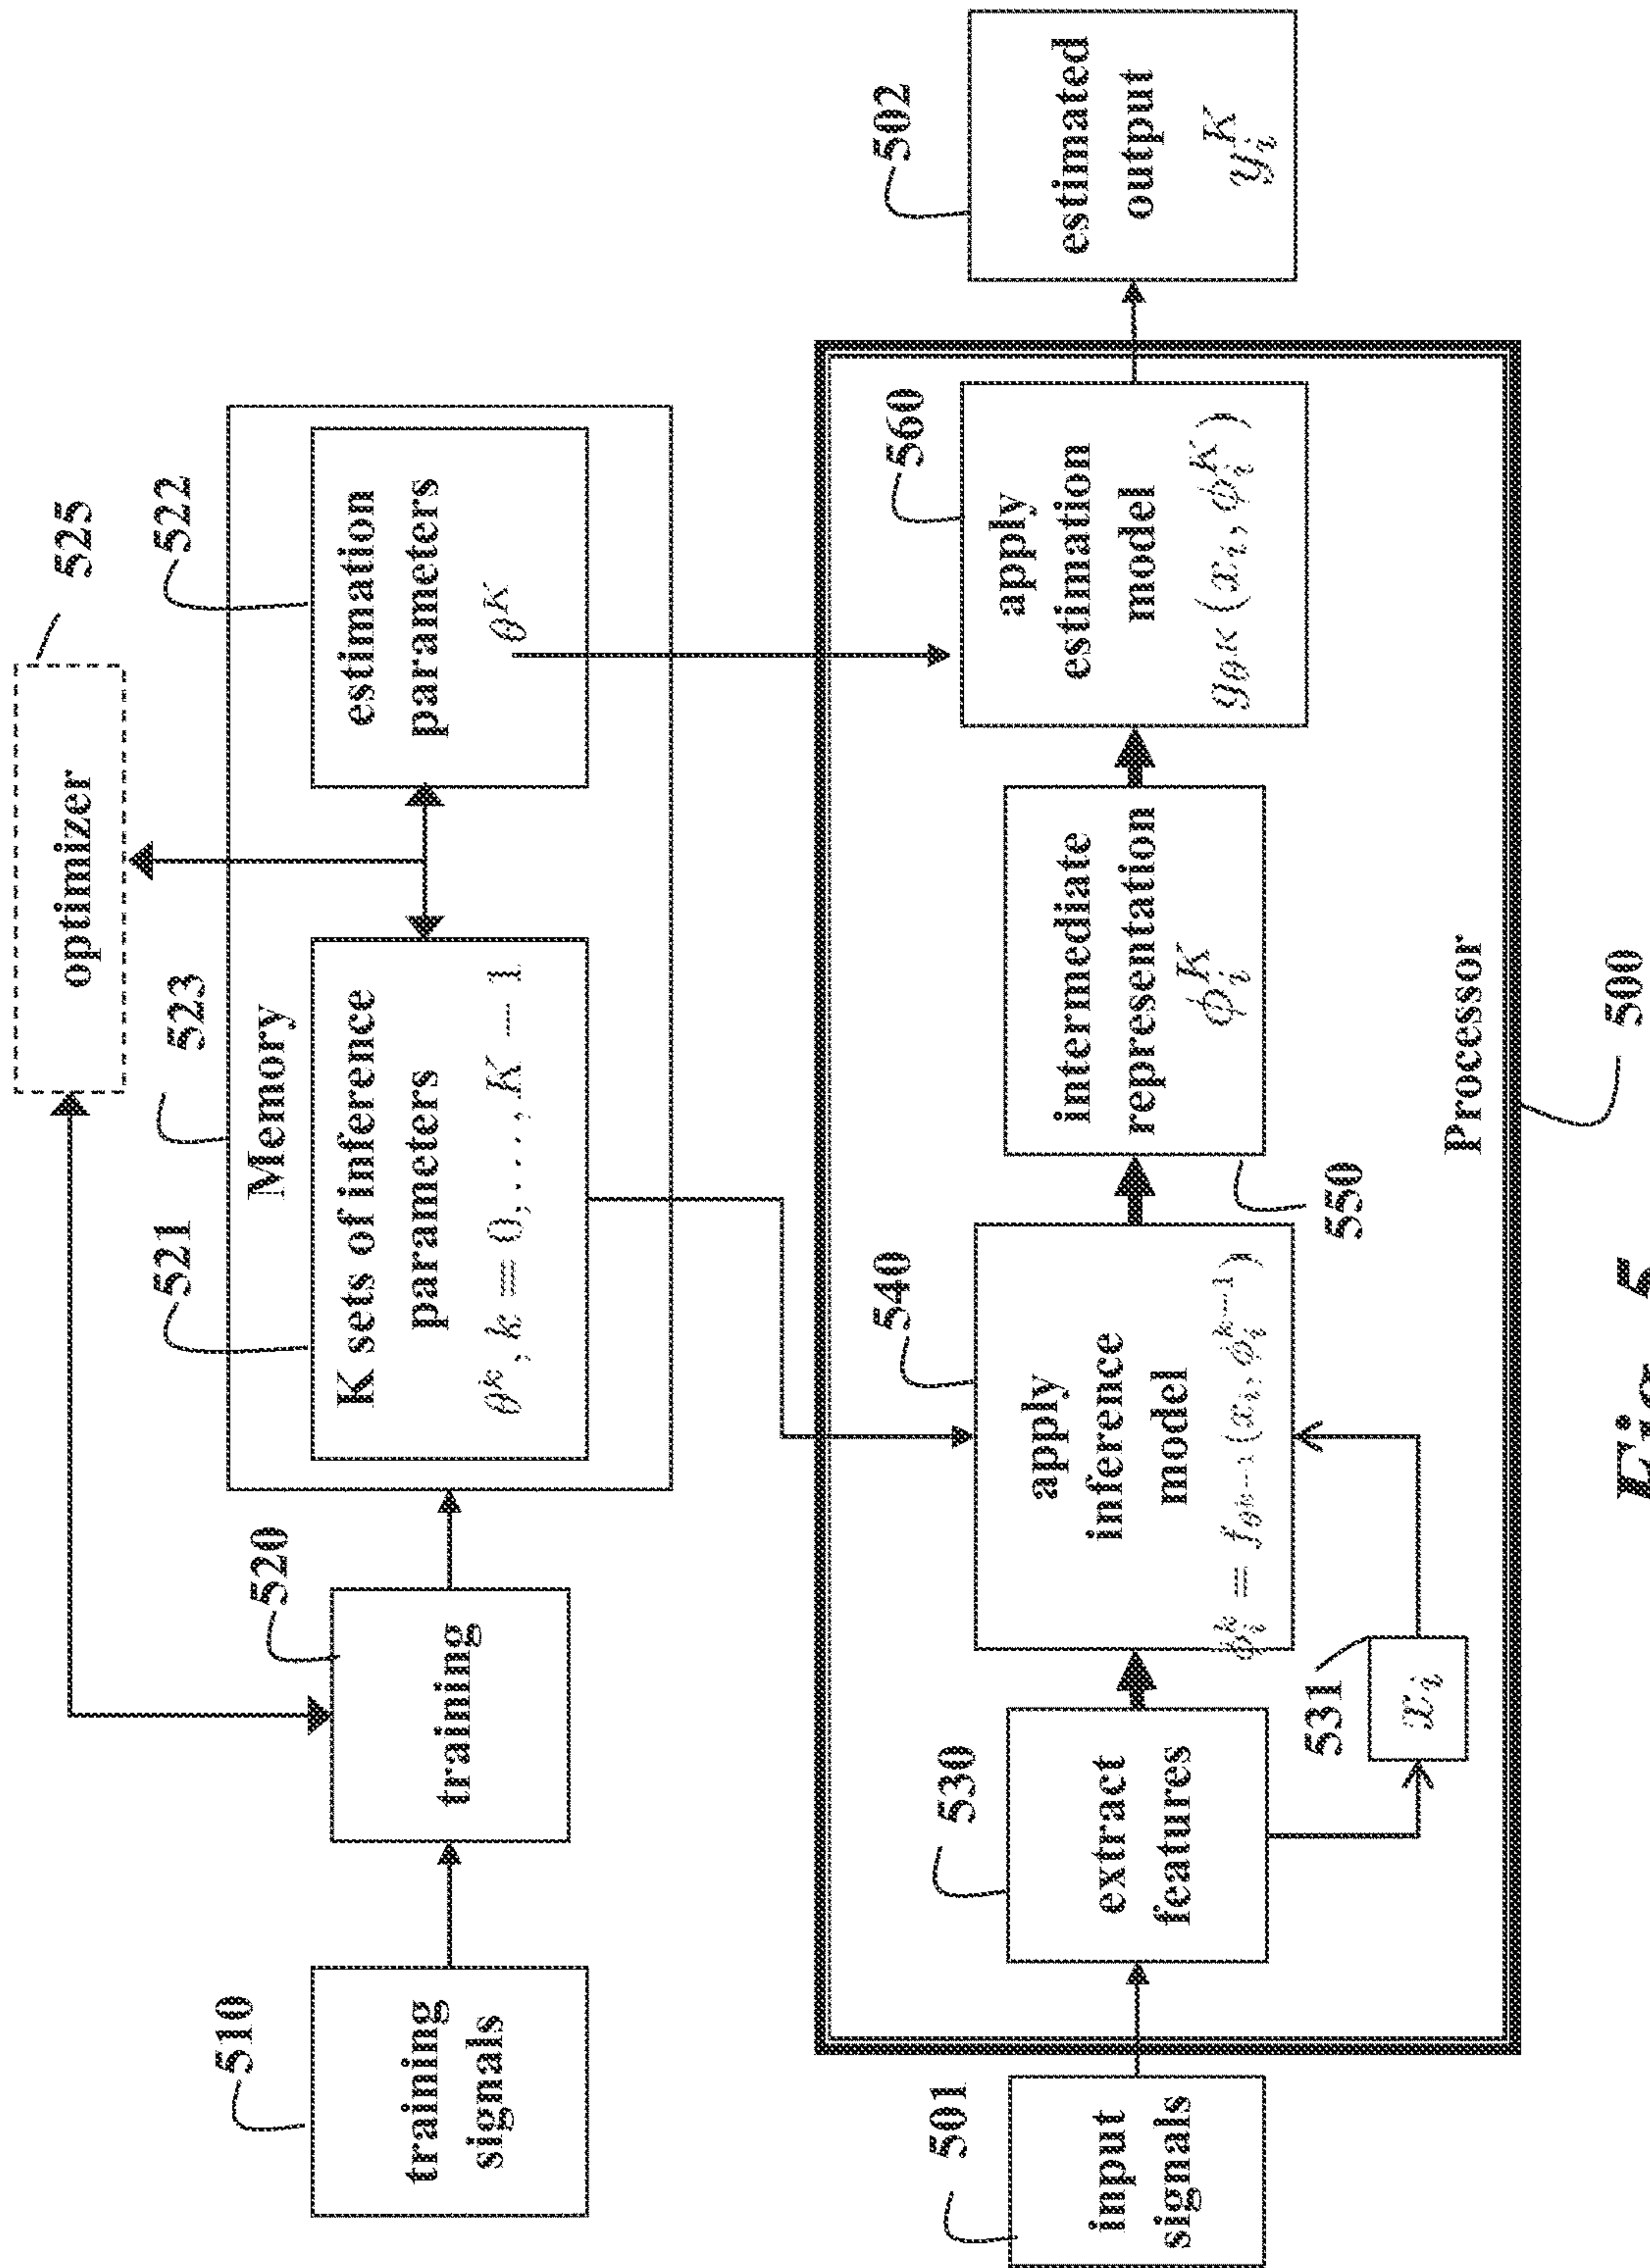 525
optimizer
523
522
Memory
521
K sets of inference
parameters
θ^k, k = 0, ..., K − 1
estimation
parameters
θ^K
520
training
510
training
signals
502
estimated
output
y_i^K
560
apply
estimation
model
g_{θ^K}(x_i, φ_i^K)
intermediate
representation
φ_i^K
550
540
apply
inference
model
φ_i^k = f_{θ^{k−1}}(x_i, φ_i^{k−1})
530
extract
features
531
x_i
501
input
signals
Processor
500
Fig. 5